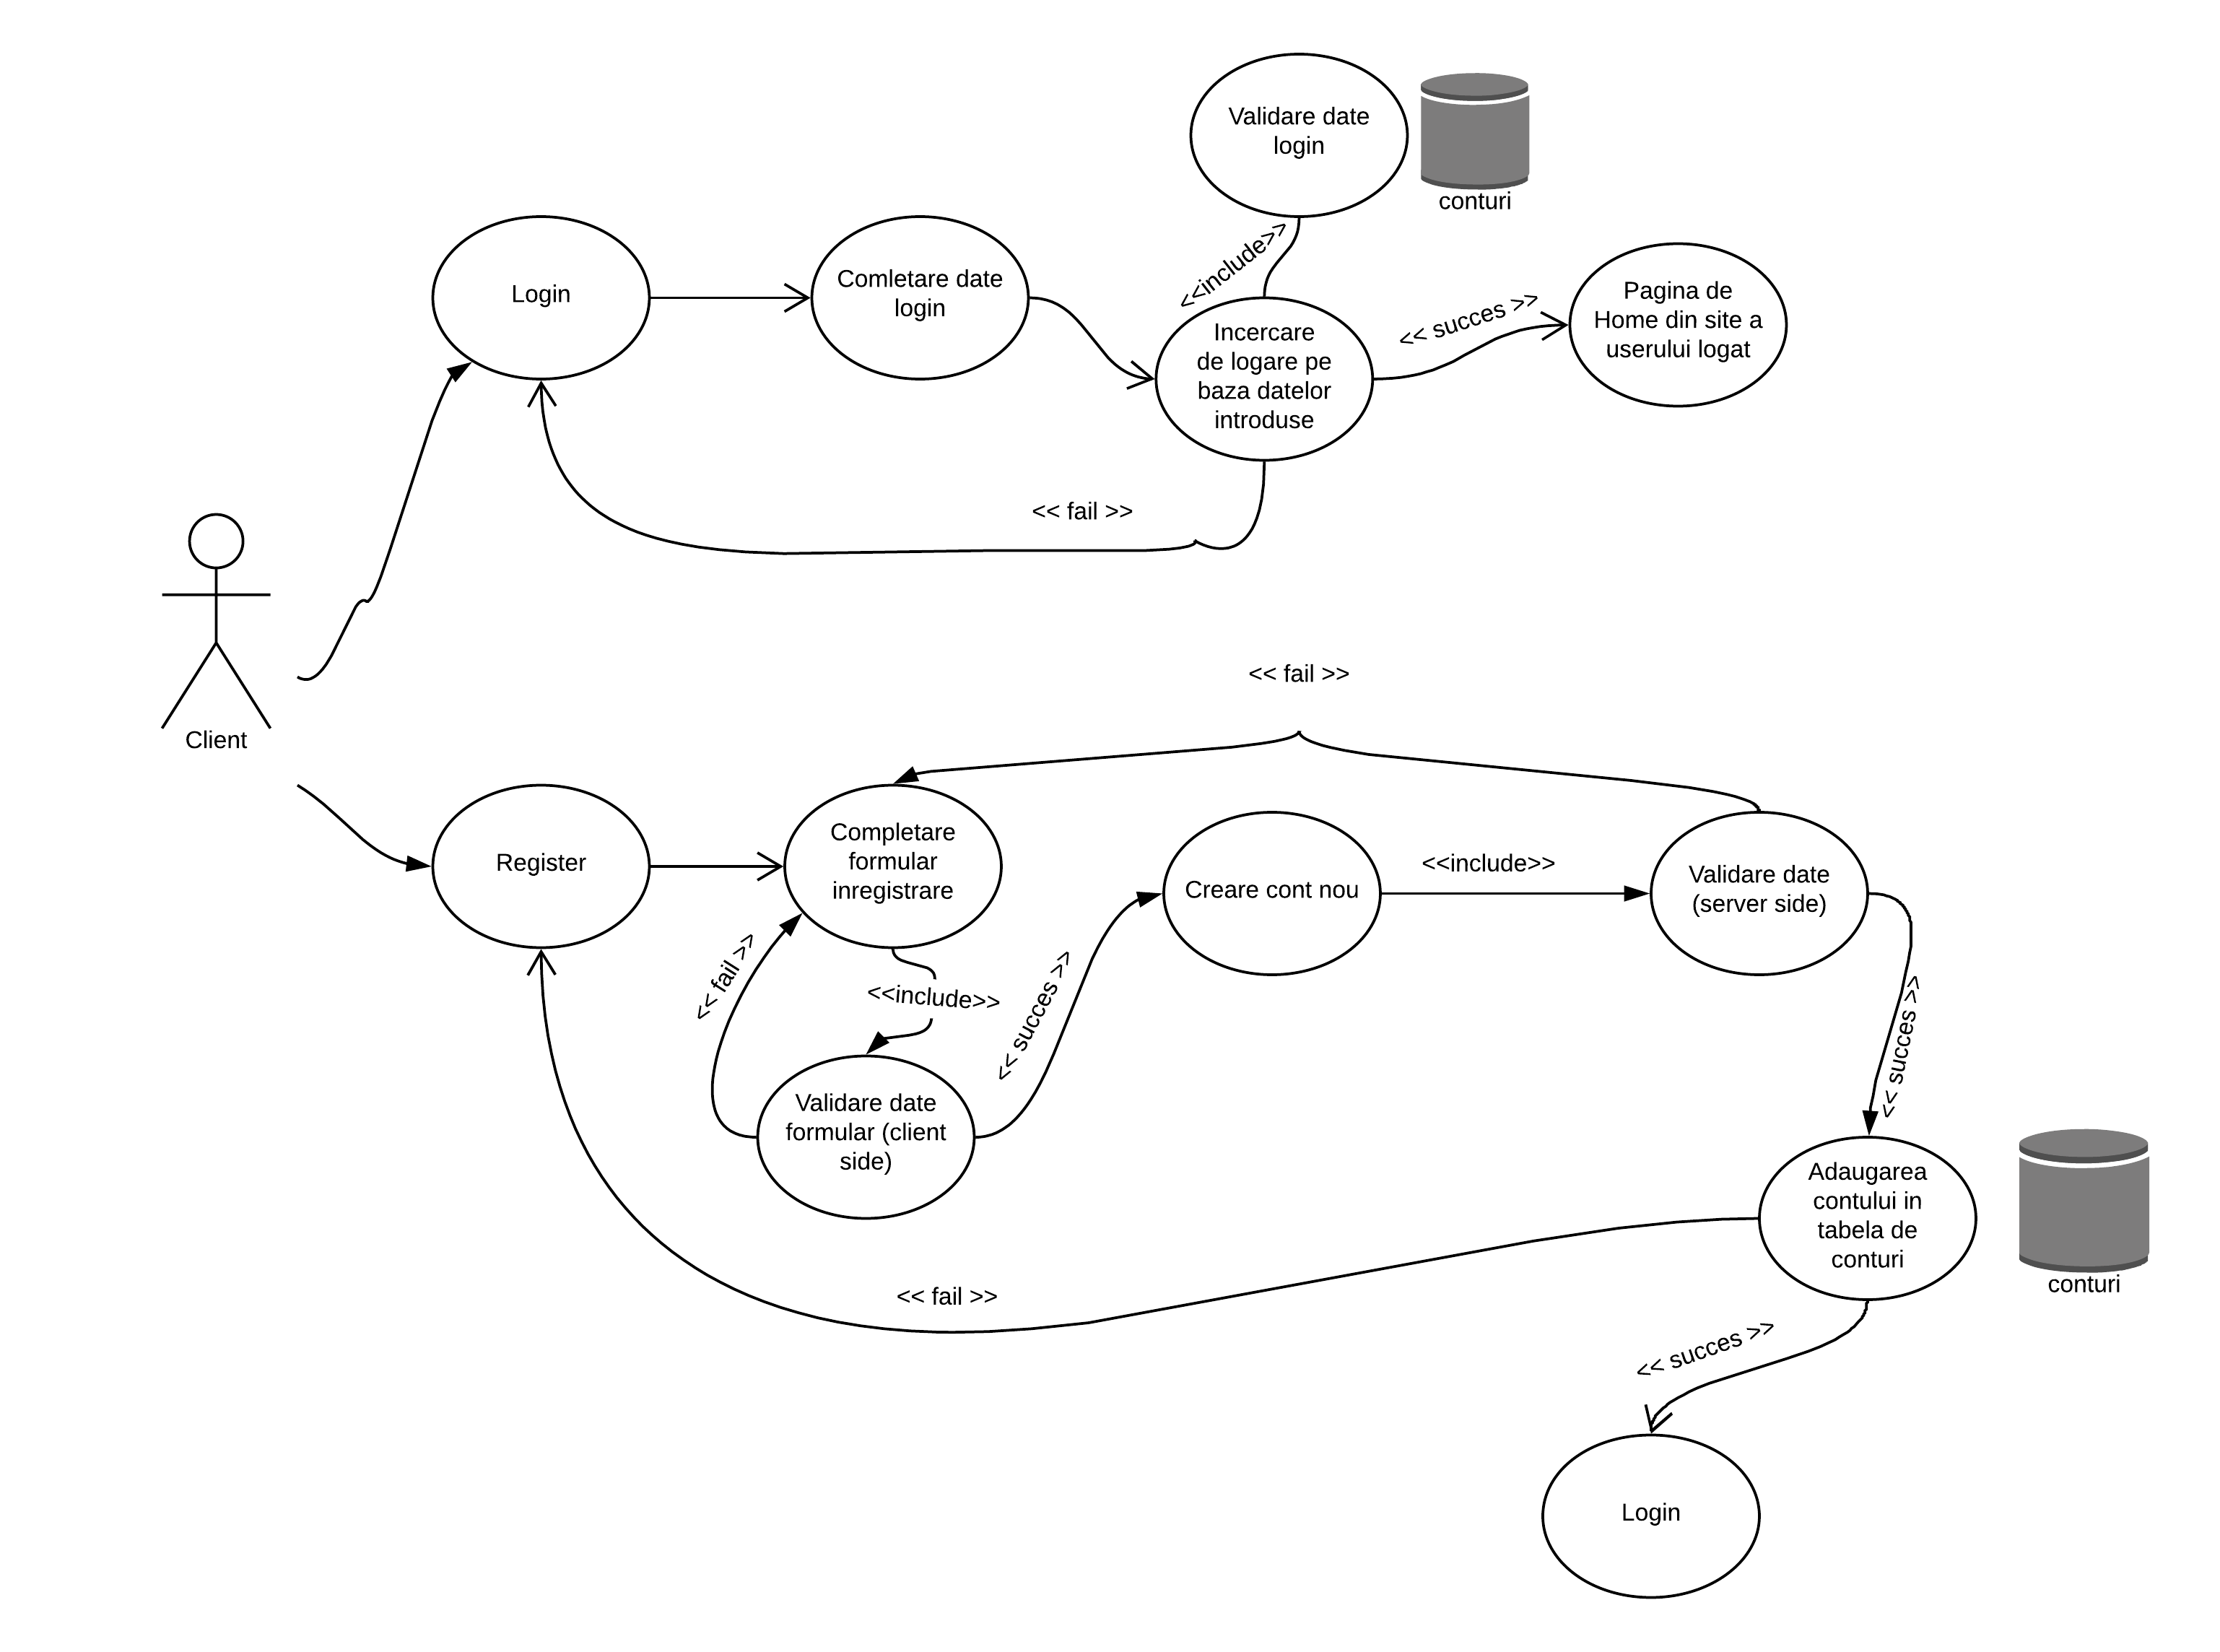 Validare date
login
conturi
<<include>>
Login
Comletare date
login
Incercare
de logare pe
baza datelor
introduse
<< succes >>
Pagina de
Home din site a
userului logat
<< fail >>
Client
<< fail >>
Register
Completare
formular
inregistrare
Creare cont nou
<<include>>
Validare date
(server side)
<< fail >>
<<include>>
<< succes >>
<< succes >>
Validare date
formular (client
side)
Adaugarea
contului in
tabela de
conturi
conturi
<< fail >>
<< succes >>
Login